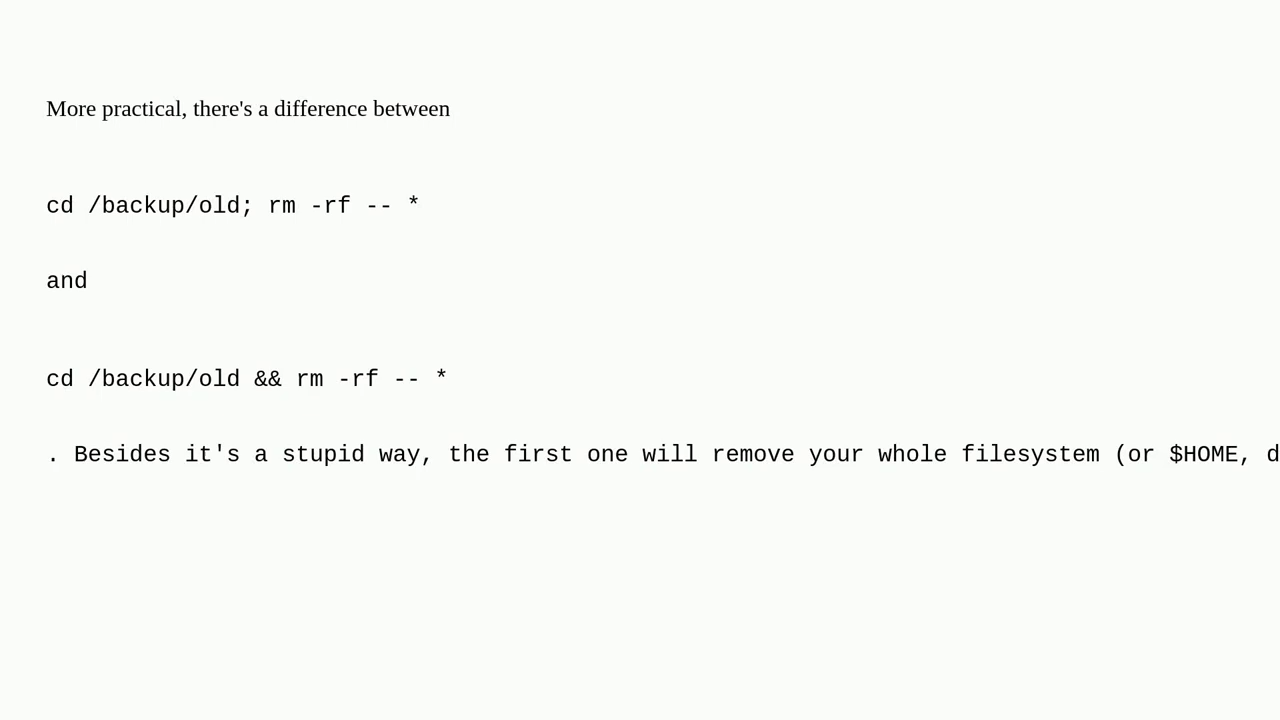 More practical, there's a difference between
cd /backup/old; rm -rf -- *
and
cd /backup/old && rm -rf -- *
. Besides it's a stupid way, the first one will remove your whole filesystem (or $HOME, d